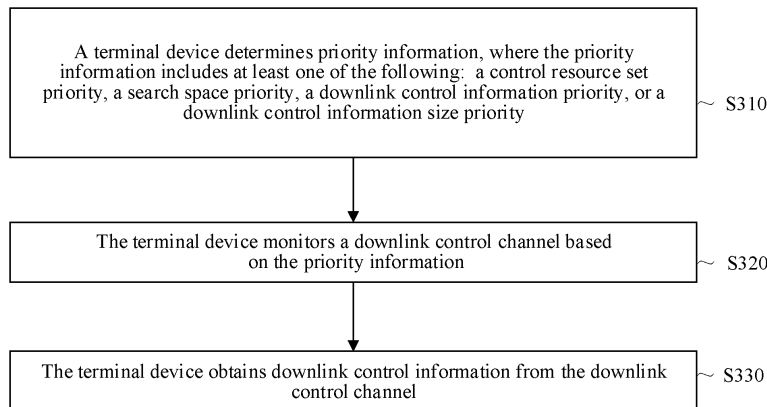 A terminal device determines priority information, where the priority
information includes at least one of the following: a control resource set
priority, a search space priority, a downlink control information priority, or a
downlink control information size priority
S310
The terminal device monitors a downlink control channel based
on the priority information
S320
The terminal device obtains downlink control information from the downlink
control channel
S330